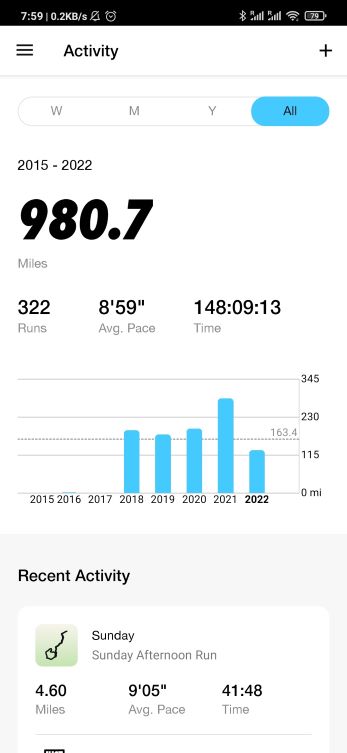 7:59 | 0.2KB/s
79
Activity
+
W M Y All
2015 - 2022
980.7
Miles
322 8'59" 148:09:13
Runs Avg. Pace Time
345
230
163.4
115
0 mi
2015 2016 2017 2018 2019 2020 2021 2022
Recent Activity
Sunday
Sunday Afternoon Run
4.60 9'05" 41:48
Miles Avg. Pace Time